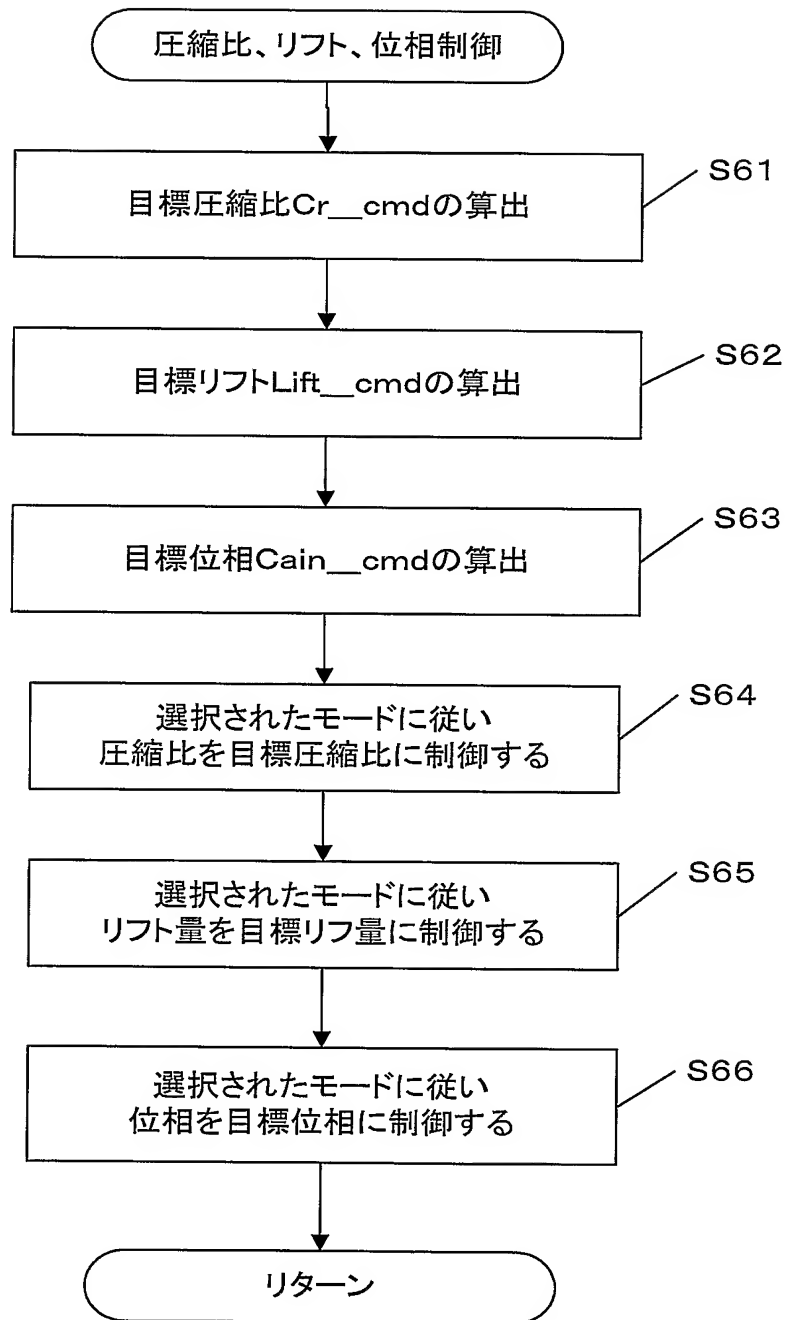 圧縮比、リフト、位相制御
目標圧縮比Cr__cmdの算出
S61
目標リフトLift__cmdの算出
S62
目標位相Cain__cmdの算出
S63
選択されたモードに従い
圧縮比を目標圧縮比に制御する
S64
選択されたモードに従い
リフト量を目標リフ量に制御する
S65
選択されたモードに従い
位相を目標位相に制御する
S66
リターン